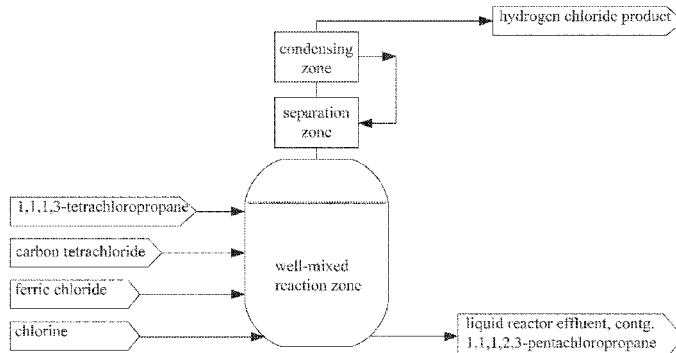 hydrogen chloride product
condensing
zone
separation
zone
1,1,1,3-tetrachloropropane
carbon tetrachloride
ferric chloride
chlorine
well-mixed
reaction zone
liquid reactor effluent, contg.
1,1,1,2,3-pentachloropropane